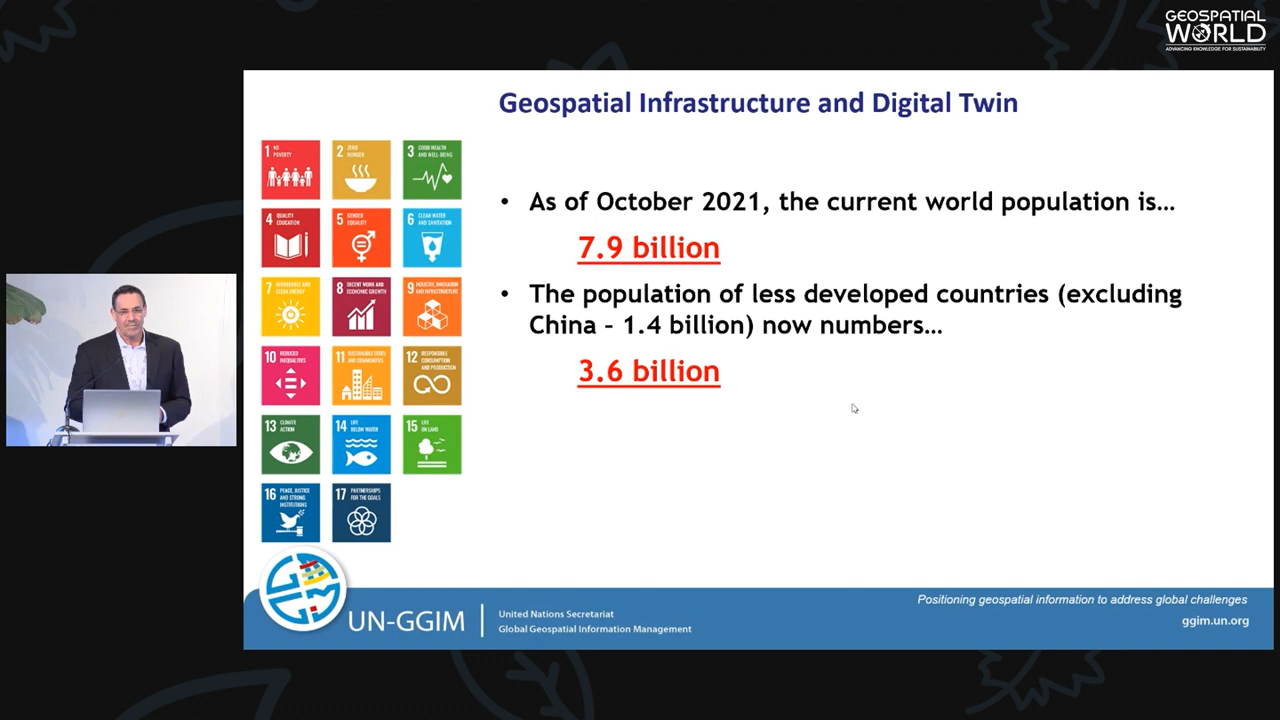 GEOSPATIAL
WORLD
ADVANCING KNOWLEDGE FOR SUSTAINABILITY
Geospatial Infrastructure and Digital Twin
1 NO
POVERTY
2 ZERO
HUNGER
3 GOOD HEALTH
AND WELL-BEING
4 QUALITY
EDUCATION
5 GENDER
EQUALITY
6 CLEAN WATER
AND SANITATION
7 AFFORDABLE AND
CLEAN ENERGY
8 DECENT WORK AND
ECONOMIC GROWTH
9 INDUSTRY, INNOVATION
AND INFRASTRUCTURE
10 REDUCED
INEQUALITIES
11 SUSTAINABLE CITIES
AND COMMUNITIES
12 RESPONSIBLE
CONSUMPTION
AND PRODUCTION
13 CLIMATE
ACTION
14 LIFE
BELOW WATER
15 LIFE
ON LAND
16 PEACE, JUSTICE
AND STRONG
INSTITUTIONS
17 PARTNERSHIPS
FOR THE GOALS
• As of October 2021, the current world population is…
7.9 billion
• The population of less developed countries (excluding
China – 1.4 billion) now numbers…
3.6 billion
UN-GGIM
United Nations Secretariat
Global Geospatial Information Management
Positioning geospatial information to address global challenges
ggim.un.org